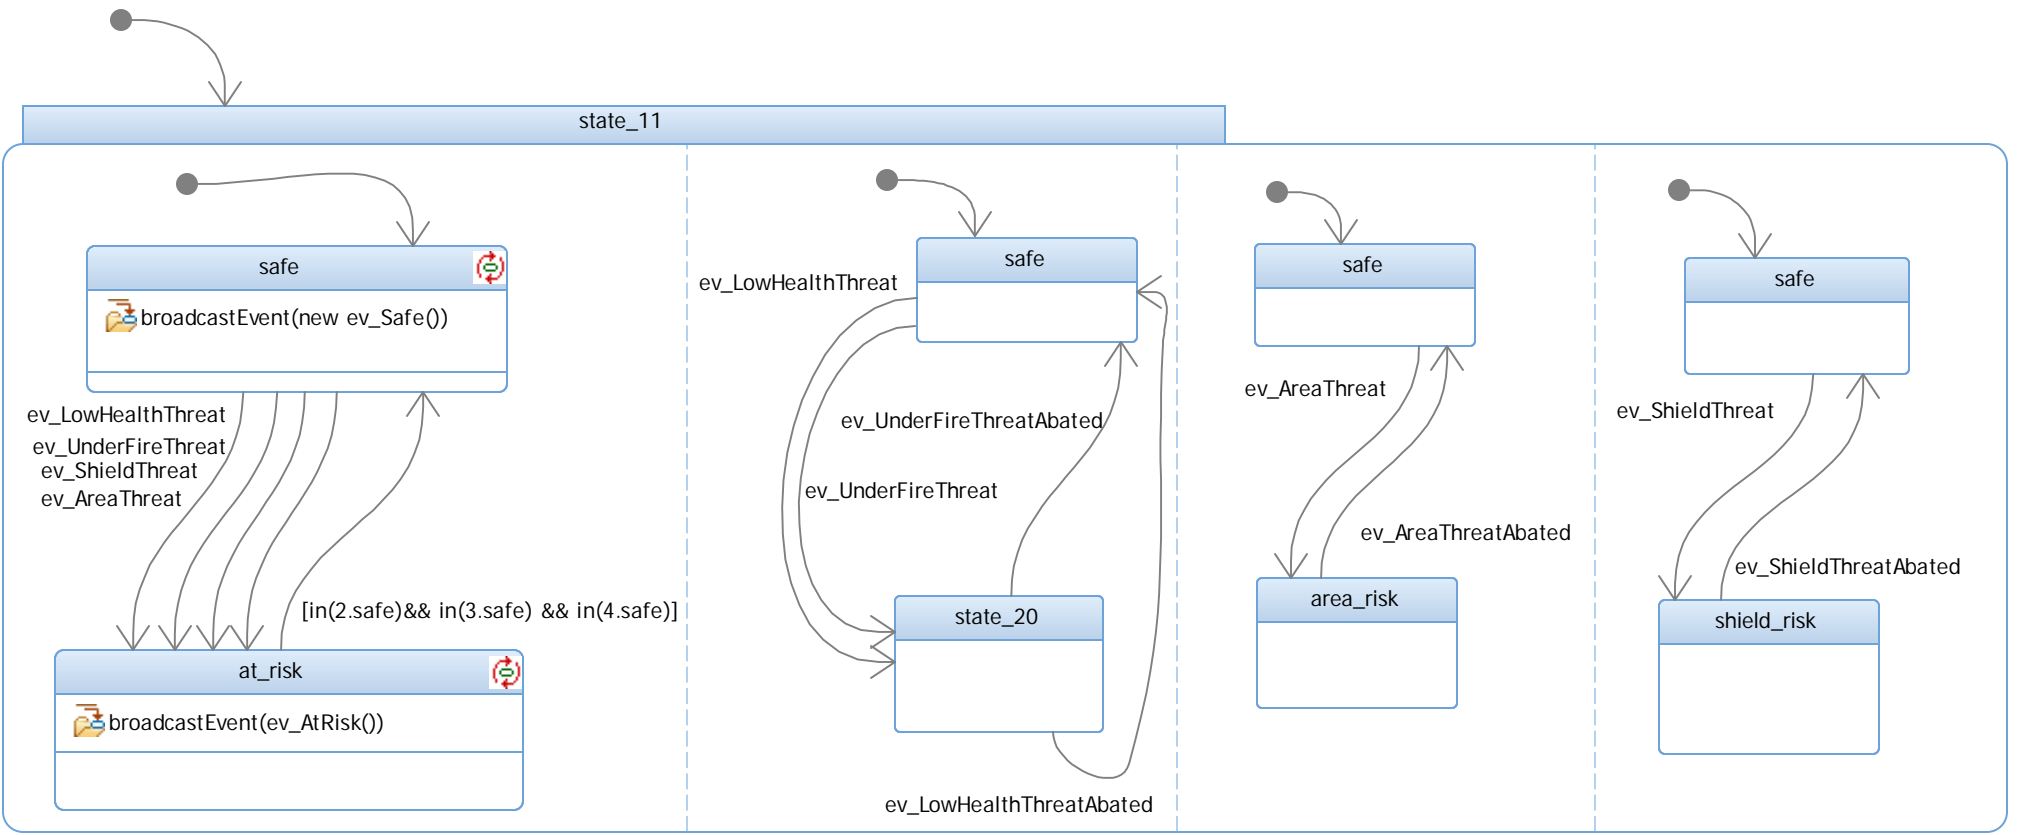 state_11
safe
broadcastEvent(new ev_Safe())
ev_LowHealthThreat
ev_UnderFireThreat
ev_ShieldThreat
ev_AreaThreat
[in(2.safe)&& in(3.safe) && in(4.safe)]
at_risk
broadcastEvent(ev_AtRisk())
safe
ev_LowHealthThreat
ev_UnderFireThreatAbated
ev_UnderFireThreat
state_20
ev_LowHealthThreatAbated
safe
ev_AreaThreat
ev_AreaThreatAbated
area_risk
safe
ev_ShieldThreat
ev_ShieldThreatAbated
shield_risk